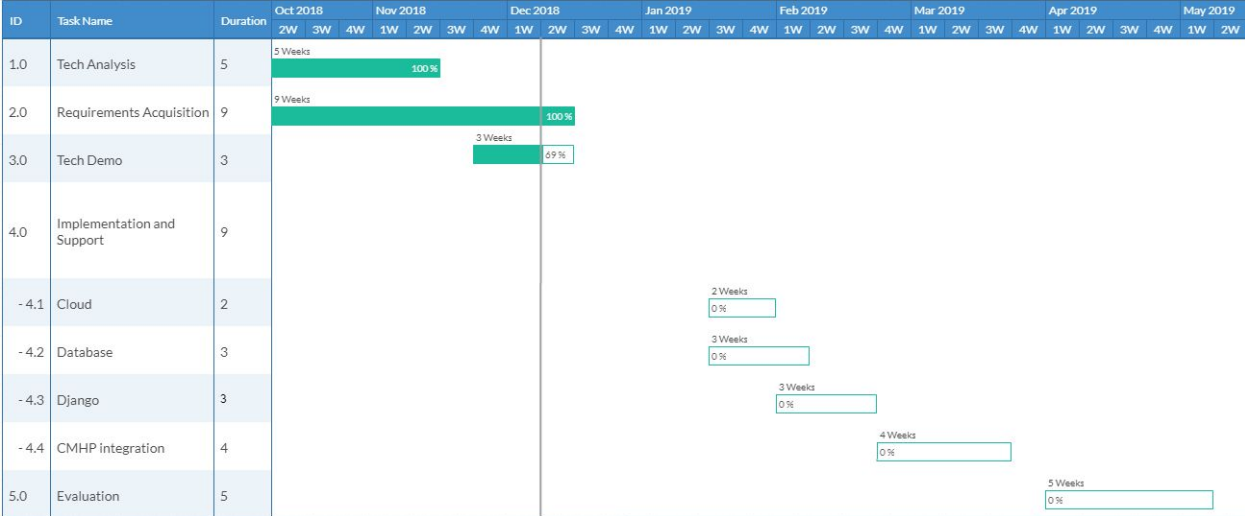 ID Task Name Duration Oct 2018 Nov 2018 Dec 2018 Jan 2019 Feb 2019 Mar 2019 Apr 2019 May 2019
2W 3W 4W 1W 2W 3W 4W 1W 2W 3W 4W 1W 2W 3W 4W 1W 2W 3W 4W 1W 2W 3W 4W 1W 2W 3W 4W 1W 2W
5 Weeks
1.0 Tech Analysis 5 100 %
9 Weeks
2.0 Requirements Acquisition 9 100 %
3 Weeks
3.0 Tech Demo 3 69 %
4.0 Implementation and
Support 9
2 Weeks
- 4.1 Cloud 2 0 %
3 Weeks
- 4.2 Database 3 0 %
3 Weeks
- 4.3 Django 3 0 %
4 Weeks
- 4.4 CMHP integration 4 0 %
5 Weeks
5.0 Evaluation 5 0 %